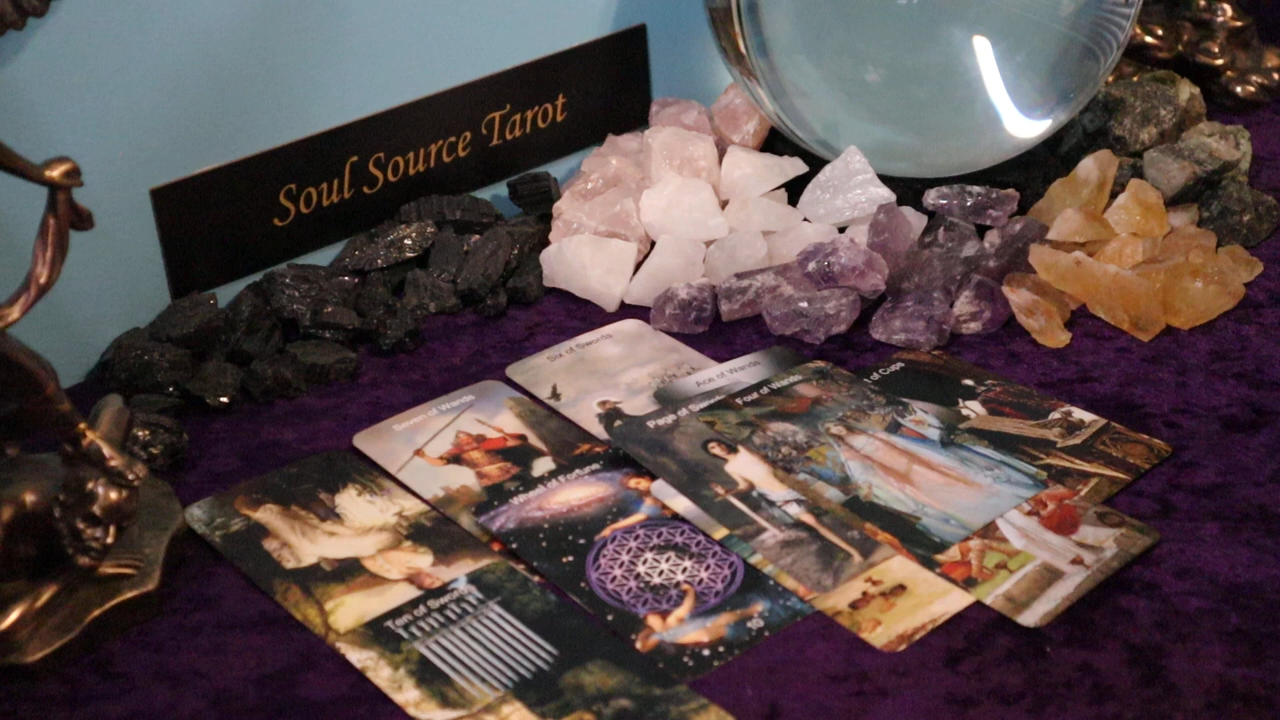 Soul Source Tarot
Six of Swords
Ace of Wands
Seven of Wands
Page of
Four of Wands
of Cups
Wheel of Fortune
Ten of Swords
10